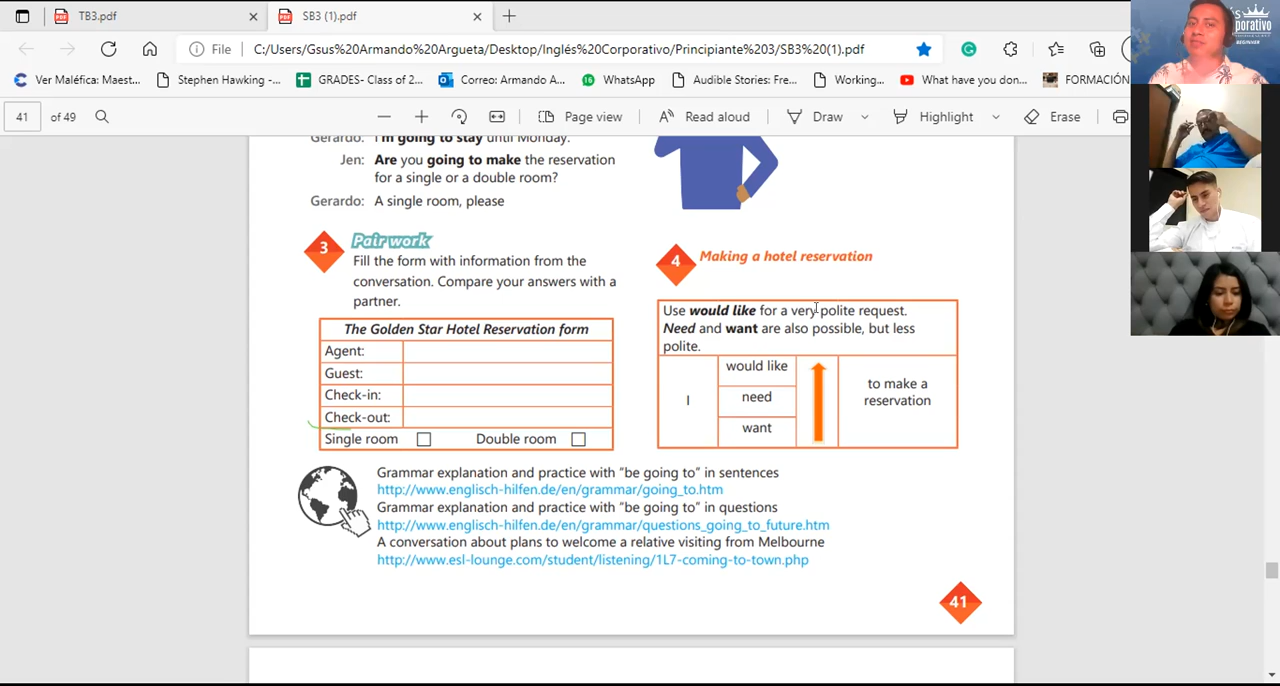 TB3.pdf
SB3 (1).pdf
File
C:/Users/Gsus%20Armando%20Argueta/Desktop/Inglés%20Corporativo/Principiante%203/SB3%20(1).pdf
Ver Maléfica: Maest...
Stephen Hawking -...
GRADES- Class of 2...
Correo: Armando A...
WhatsApp
Audible Stories: Fre...
Working...
What have you don...
FORMACIÓN
41
of 49
Page view
Read aloud
Draw
Highlight
Erase
Gerardo: I'm going to stay until Monday.
Jen: Are you going to make the reservation
for a single or a double room?
Gerardo: A single room, please
3
Pair work
Fill the form with information from the
conversation. Compare your answers with a
partner.
The Golden Star Hotel Reservation form
Agent:
Guest:
Check-in:
Check-out:
Single room
Double room
4
Making a hotel reservation
Use would like for a very polite request.
Need and want are also possible, but less
polite.
I
would like
need
want
to make a
reservation
Grammar explanation and practice with "be going to" in sentences
http://www.englisch-hilfen.de/en/grammar/going_to.htm
Grammar explanation and practice with "be going to" in questions
http://www.englisch-hilfen.de/en/grammar/questions_going_to_future.htm
A conversation about plans to welcome a relative visiting from Melbourne
http://www.esl-lounge.com/student/listening/1L7-coming-to-town.php
41
BEGINNER